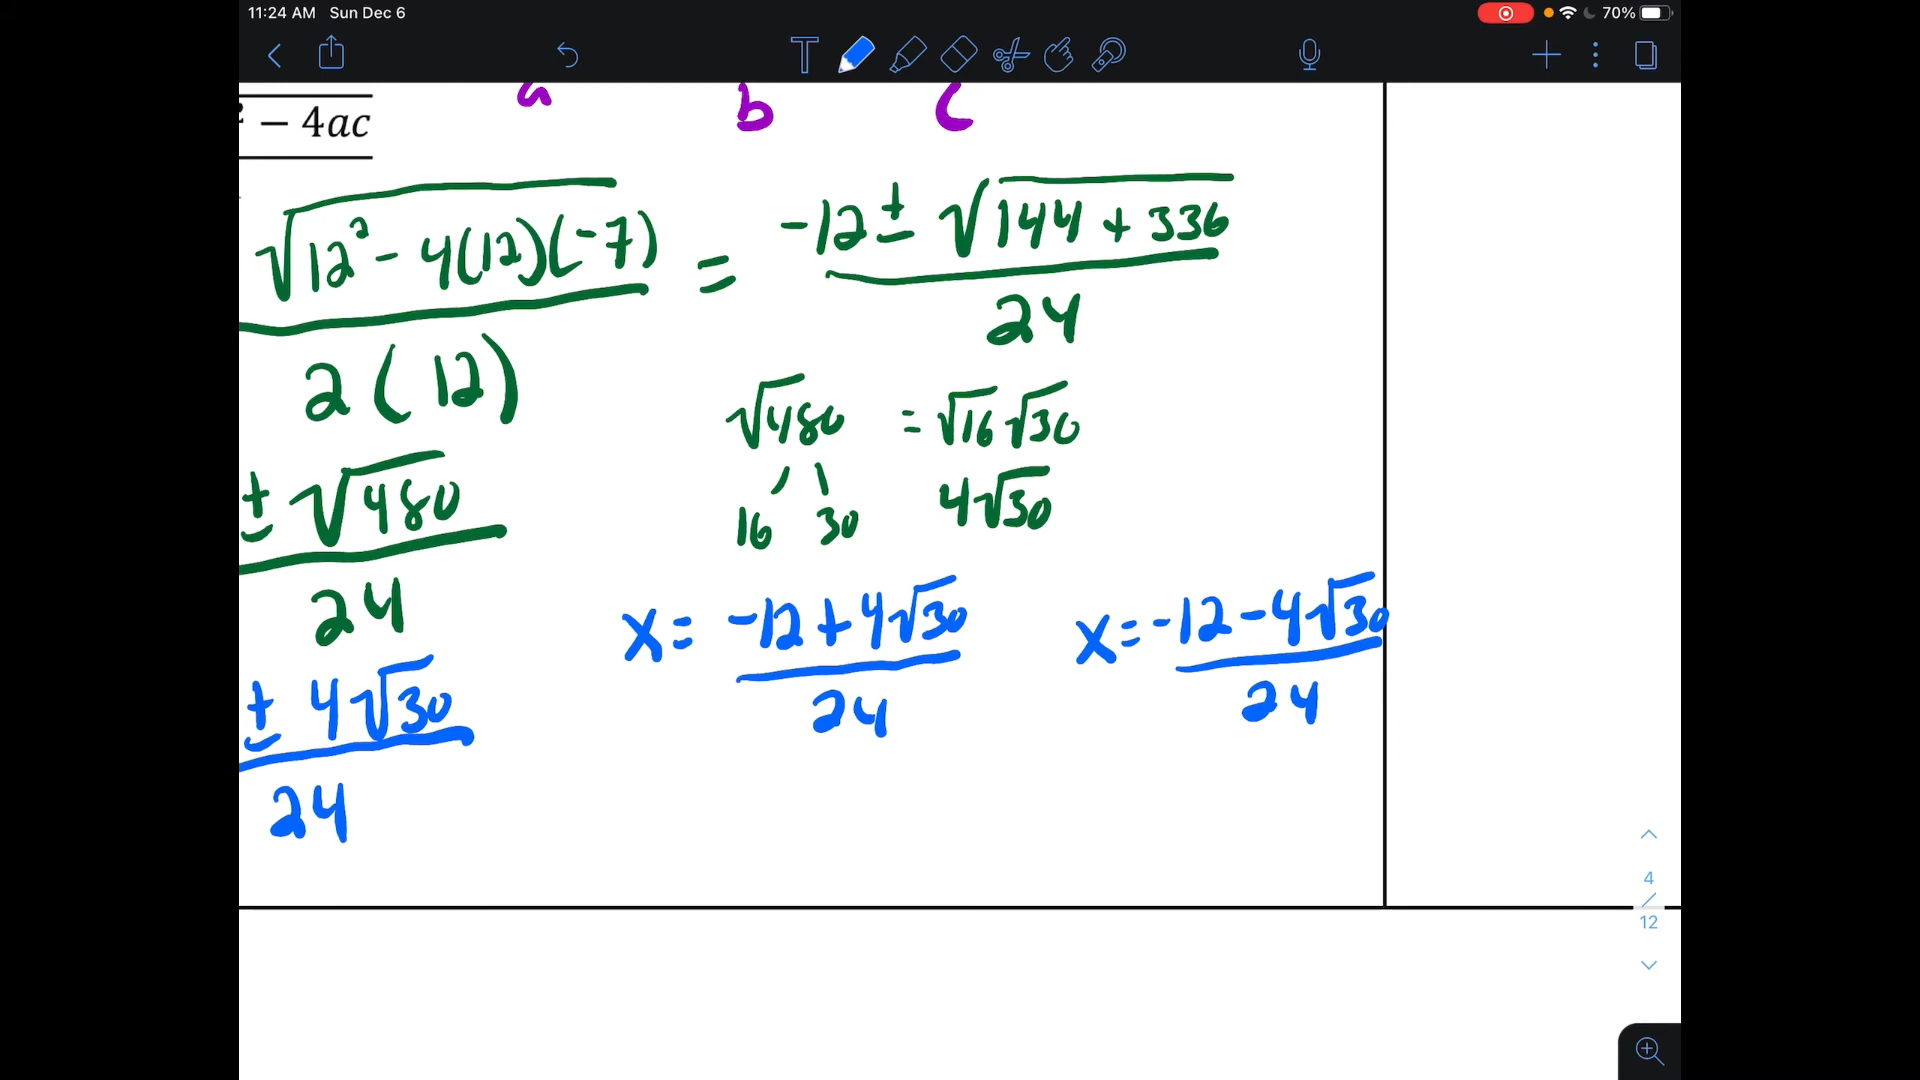 11:24 AM Sun Dec 6
70%
a b c
² − 4ac
√12² - 4(12)(-7) = -12 ± √144 + 336
2(12)
24
√480 = √16 √30
16 30
4√30
± √480
24
x = -12 + 4√30
24
x = -12 - 4√30
24
± 4√30
24
4
/
12